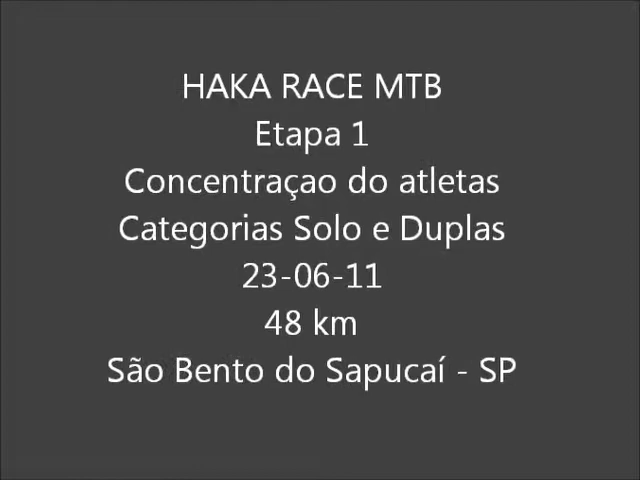 HAKA RACE MTB
Etapa 1
Concentraçao do atletas
Categorias Solo e Duplas
23-06-11
48 km
São Bento do Sapucaí - SP